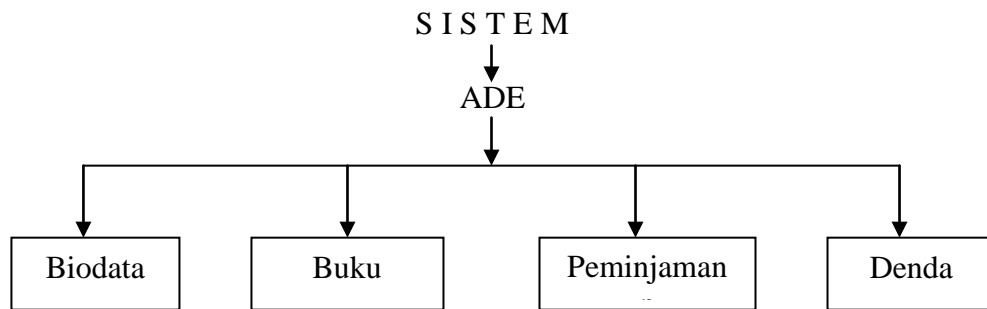 S I S T E M
ADE
Biodata
Buku
Peminjaman
Denda